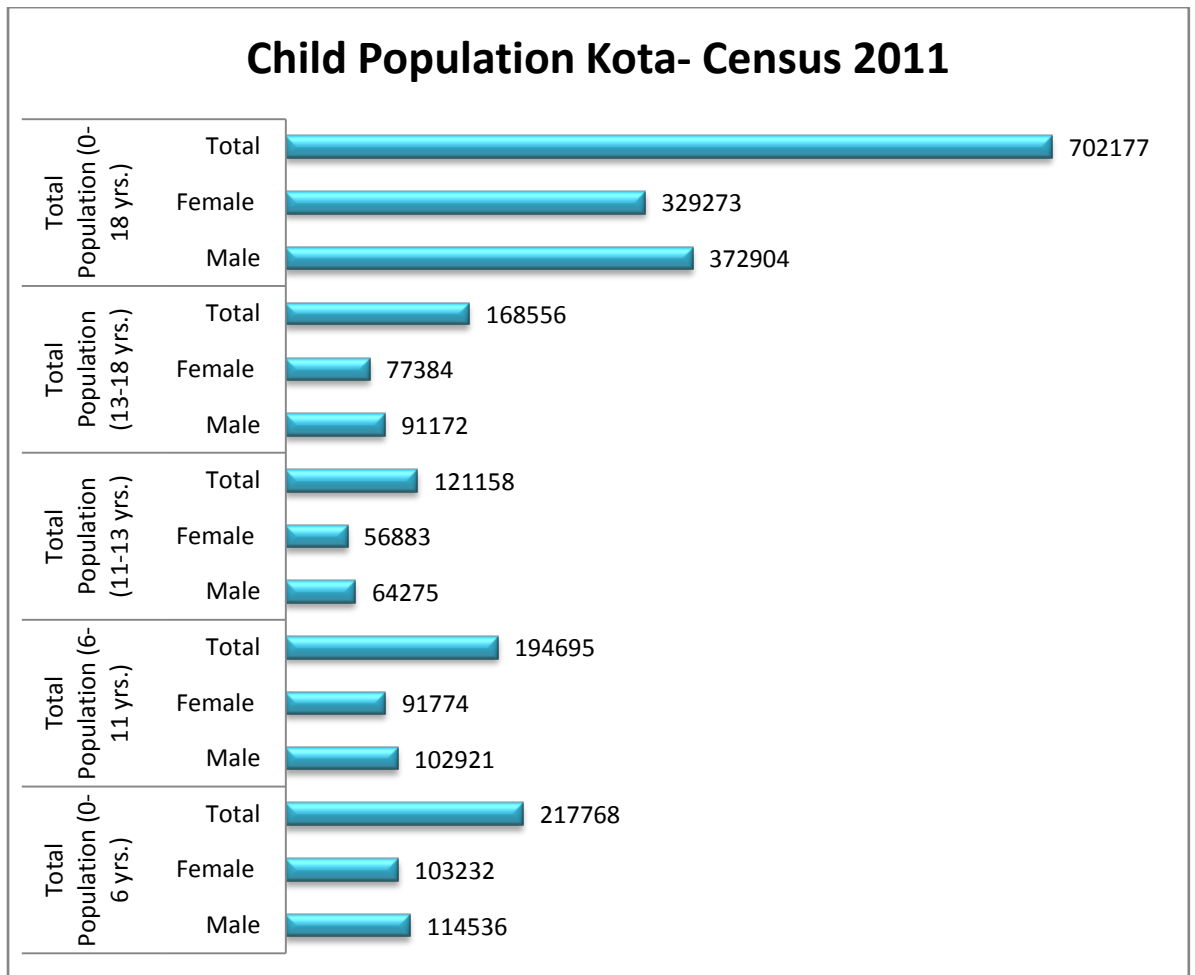 Child Population Kota- Census 2011
Total
Population (0-
18 yrs.)
Total
702177
Female
329273
Male
372904
Total
Population
(13-18 yrs.)
Total
168556
Female
77384
Male
91172
Total
Population
(11-13 yrs.)
Total
121158
Female
56883
Male
64275
Total
Population (6-
11 yrs.)
Total
194695
Female
91774
Male
102921
Total
Population (0-
6 yrs.)
Total
217768
Female
103232
Male
114536